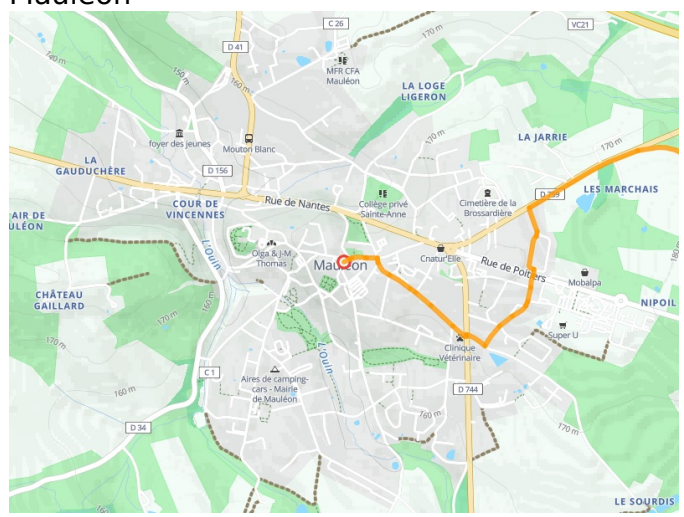 Mauléon
C 26
VC21
D 41
170 m
MFR CFA
Mauléon
140 m
150 m
160 m
LA LOGE
LIGERON
170 m
LA JARRIE
170 m
foyer des jeunes
Mouton Blanc
LA
GAUDUCHÈRE
D 156
Collège privé
Sainte-Anne
Cimetière de la
Brossardière
D 759
LES MARCHAIS
COUR DE
VINCENNES
Rue de Nantes
AIR DE
ULÉON
L'Ouin
Olga & J-M
Thomas
Mauléon
Cnatur'Elle
Rue de Poitiers
Mobalpa
CHÂTEAU
GAILLARD
160 m
NIPOIL
Super U
L'Ouin
Clinique
Vétérinaire
C 1
Aires de camping-
cars - Mairie
de Mauléon
D 744
160 m
160 m
D 34
170 m
LE SOURDIS